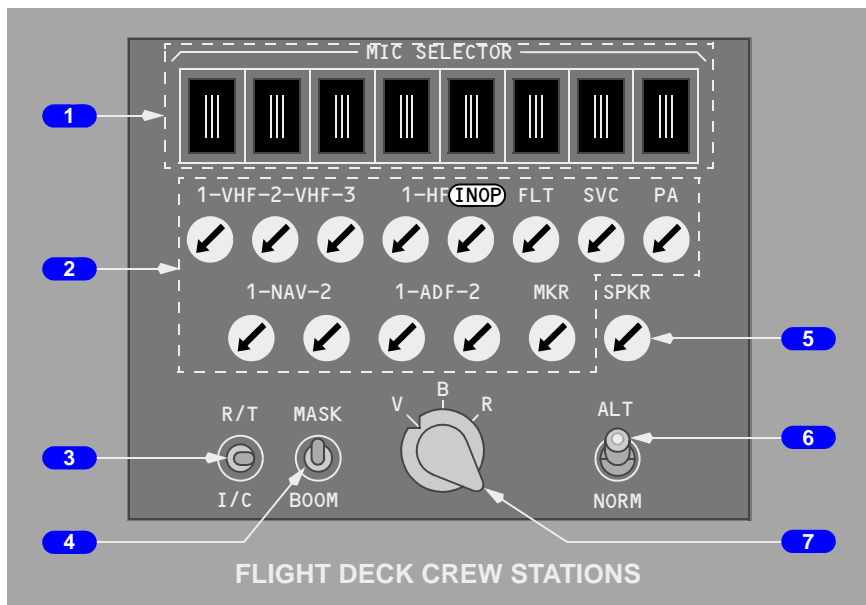 MIC SELECTOR
1
1-VHF-2-VHF-3 1-HF INOP FLT SVC PA
2
1-NAV-2 1-ADF-2 MKR SPKR
5
V B R
R/T MASK ALT
3
6
I/C BOOM NORM
4
7
FLIGHT DECK CREW STATIONS